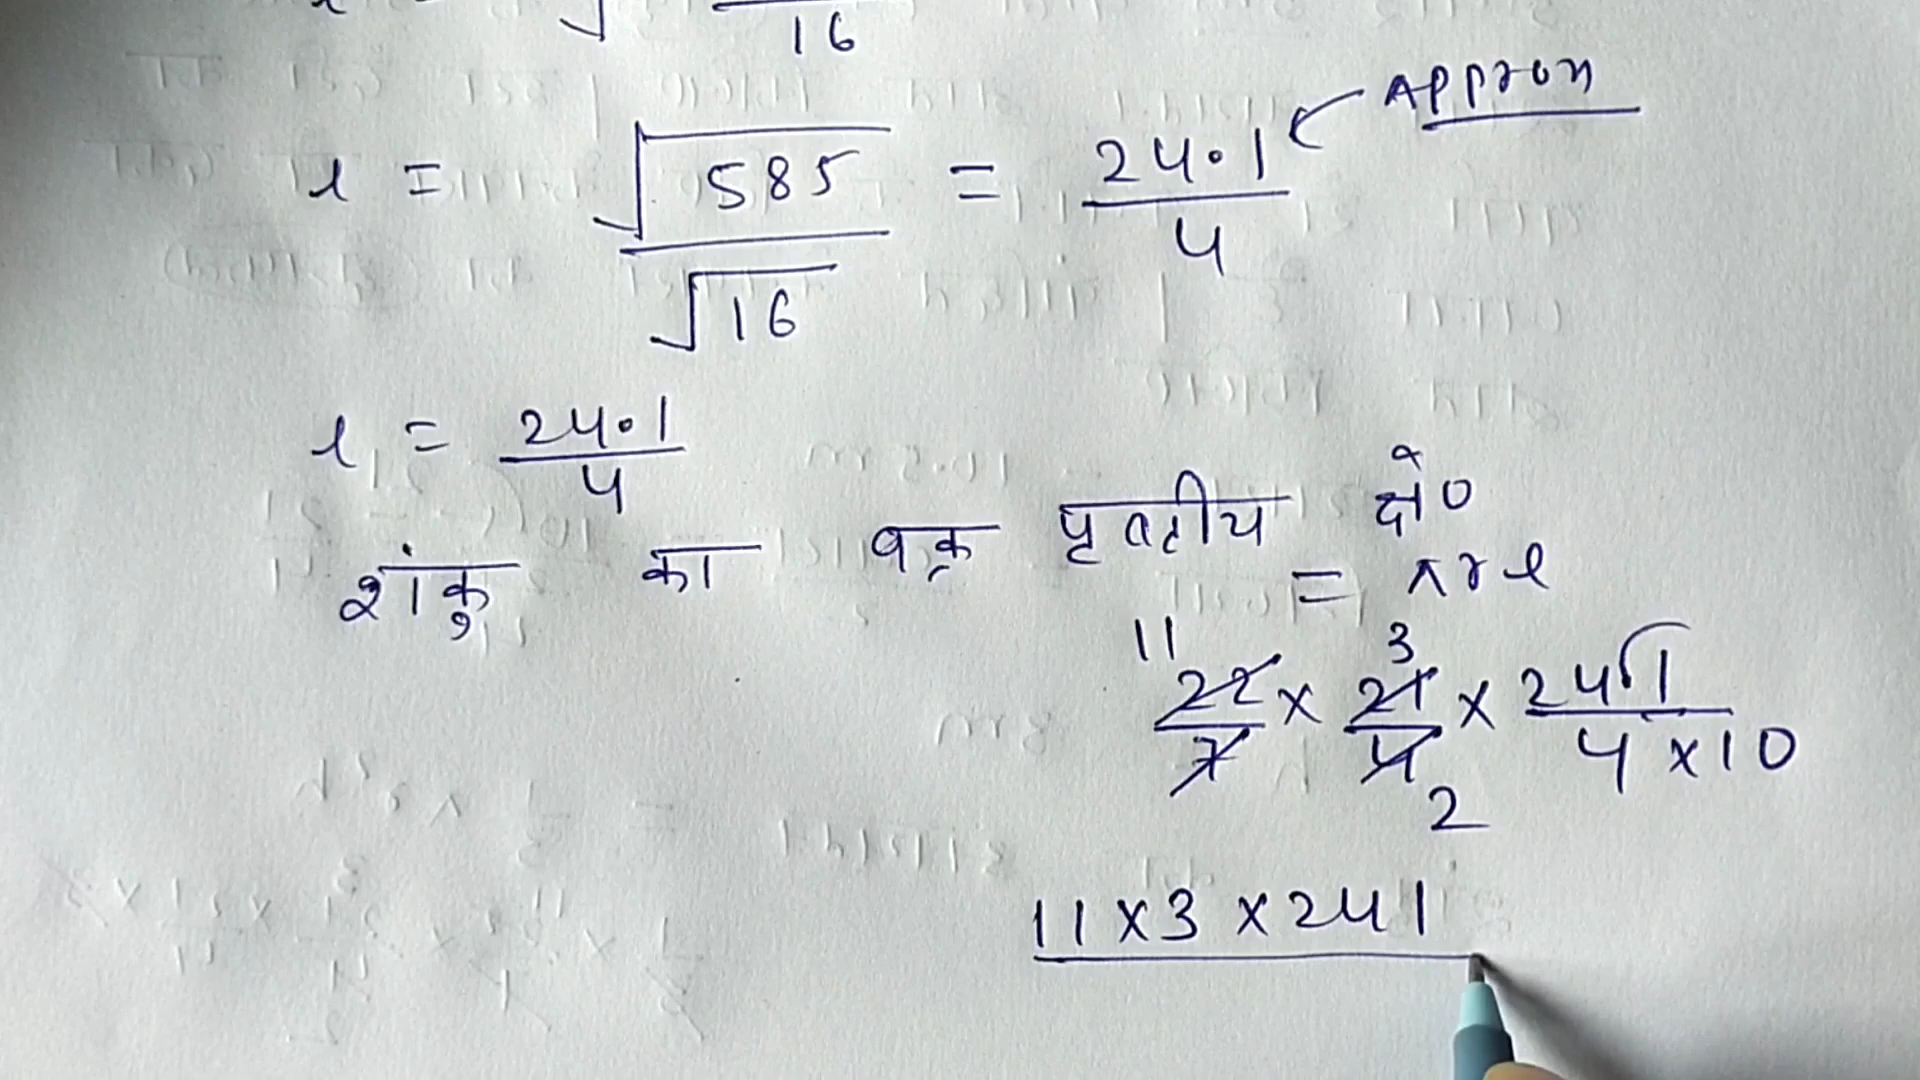 16
Approx
l = √585 / √16 = 24.1 / 4
l = 24.1 / 4
शंकु का वक्र पृष्ठीय क्षे०
= πrl
11 3
22/7 × 21/4 × 241 / 4 × 10
2
11 × 3 × 241